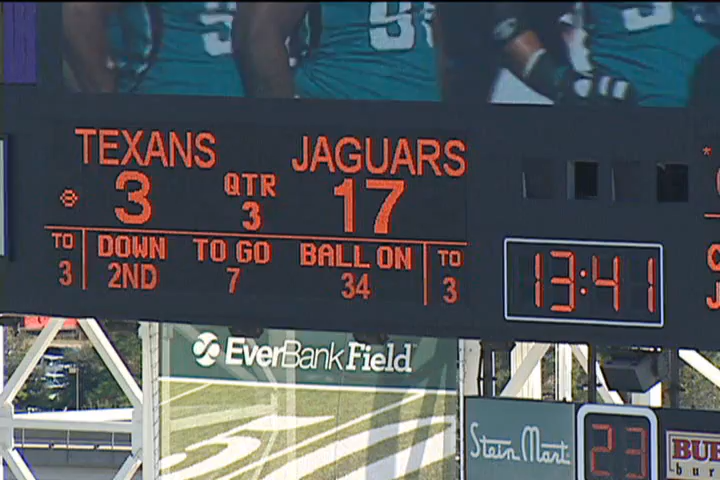 TEXANS JAGUARS
3 QTR 17
3
TO DOWN TO GO BALL ON TO
3 2ND 7 34 3
13:41
EverBank Field
Stein Mart
23